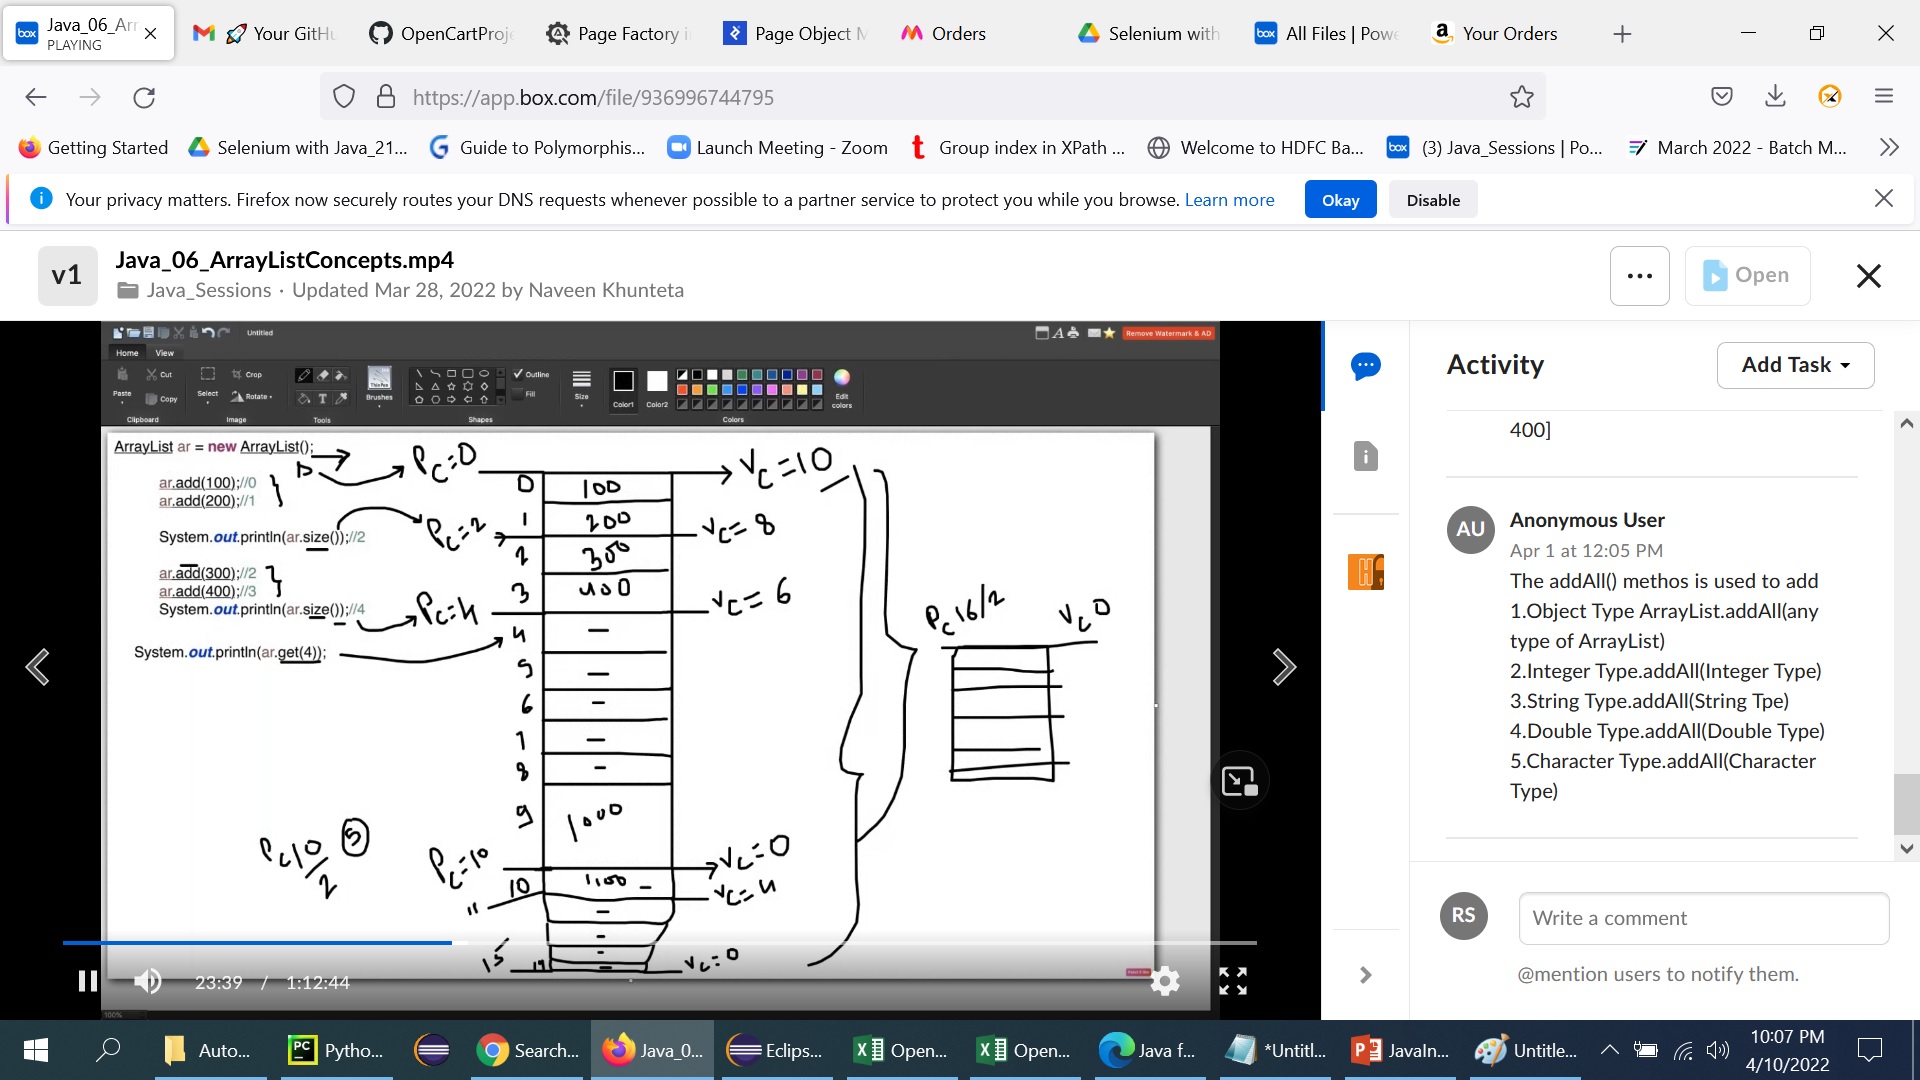 Java_06_Arr
PLAYING
Your GitHu
OpenCartProje
Page Factory i
Page Object M
Orders
Selenium with
All Files | Powe
Your Orders
https://app.box.com/file/936996744795
Getting Started
Selenium with Java_21...
Guide to Polymorphis...
Launch Meeting - Zoom
Group index in XPath ...
Welcome to HDFC Ba...
(3) Java_Sessions | Po...
March 2022 - Batch M...
Your privacy matters. Firefox now securely routes your DNS requests whenever possible to a partner service to protect you while you browse. Learn more
Okay
Disable
v1
Java_06_ArrayListConcepts.mp4
Java_Sessions · Updated Mar 28, 2022 by Naveen Khunteta
Open
Untitled
Remove Watermark & AD
Home View
Paste
Cut
Copy
Clipboard
Select
Crop
Rotate
Image
Tools
Brushes
Shapes
Outline
Fill
Size
Color1
Color2
Colors
Edit colors
ArrayList ar = new ArrayList();
ar.add(100);//0
ar.add(200);//1
System.out.println(ar.size());//2
ar.add(300);//2
ar.add(400);//3
System.out.println(ar.size());//4
System.out.println(ar.get(4));
Pc=0
Vc=10
0 100
1 200
Pc=2
Vc=8
2 300
3 400
Pc=4
Vc=6
4 -
5 -
6 -
7 -
8 -
9 1000
Pc 10/2 5
Pc=10
Vc=0
10 1100 -
Vc=4
11
15 14
Vc=0
Pc 16/2
Vc 0
23:39 / 1:12:44
100%
Activity
Add Task
400]
AU
Anonymous User
Apr 1 at 12:05 PM
The addAll() methos is used to add
1.Object Type ArrayList.addAll(any
type of ArrayList)
2.Integer Type.addAll(Integer Type)
3.String Type.addAll(String Tpe)
4.Double Type.addAll(Double Type)
5.Character Type.addAll(Character
Type)
RS
Write a comment
@mention users to notify them.
Auto...
Pytho...
Search...
Java_0...
Eclips...
Open...
Open...
Java f...
*Untitl...
JavaIn...
Untitle...
10:07 PM
4/10/2022